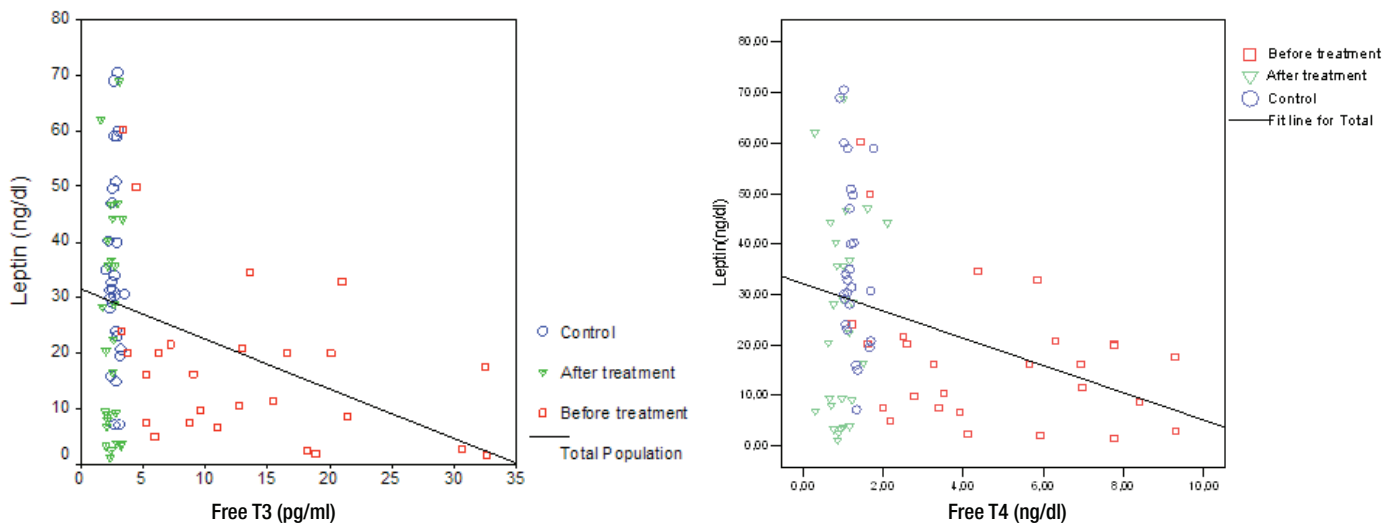 80
70
60
50
40
30
20
10
0
Leptin (ng/dl)
0
5
10
15
20
25
30
35
Free T3 (pg/ml)
Control
After treatment
Before treatment
Total Population
80,00
70,00
60,00
50,00
40,00
30,00
20,00
10,00
00,00
Leptin(ng/dl)
0,00
2,00
4,00
6,00
8,00
10,00
Free T4 (ng/dl)
Before treatment
After treatment
Control
Fit line for Total